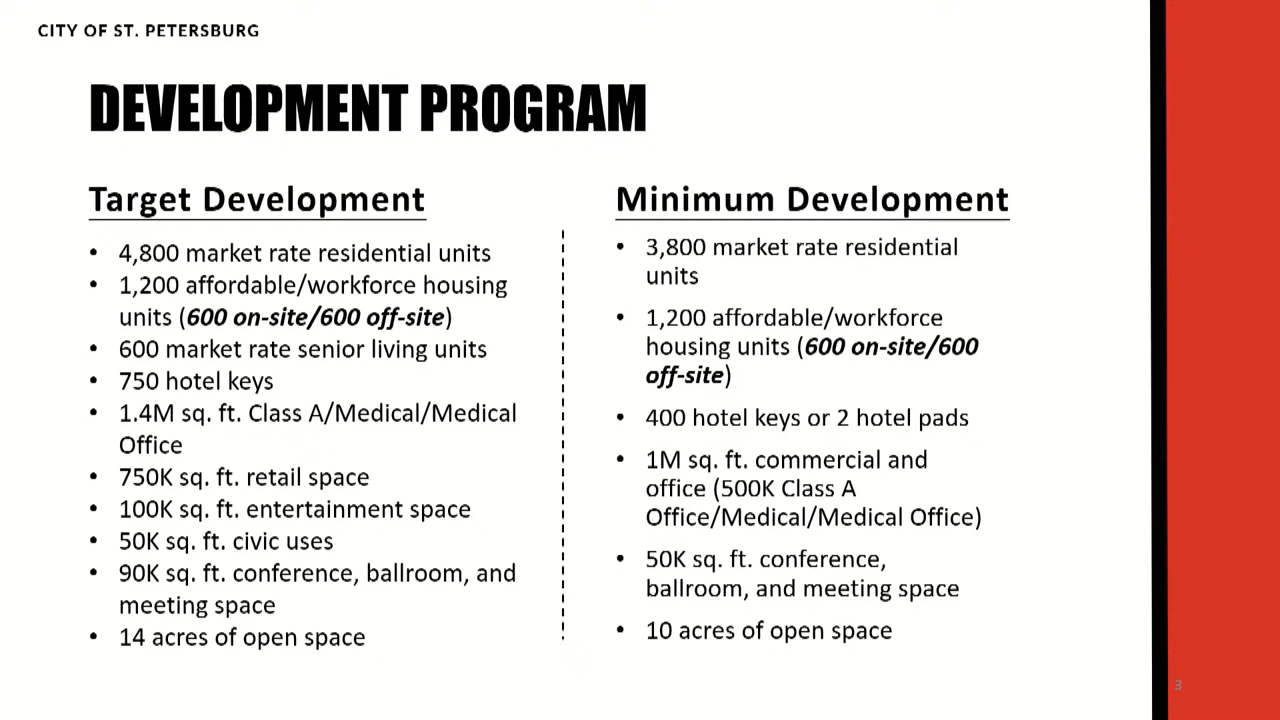 CITY OF ST. PETERSBURG
DEVELOPMENT PROGRAM
Target Development
• 4,800 market rate residential units
• 1,200 affordable/workforce housing
units (600 on-site/600 off-site)
• 600 market rate senior living units
• 750 hotel keys
• 1.4M sq. ft. Class A/Medical/Medical
Office
• 750K sq. ft. retail space
• 100K sq. ft. entertainment space
• 50K sq. ft. civic uses
• 90K sq. ft. conference, ballroom, and
meeting space
• 14 acres of open space
Minimum Development
• 3,800 market rate residential
units
• 1,200 affordable/workforce
housing units (600 on-site/600
off-site)
• 400 hotel keys or 2 hotel pads
• 1M sq. ft. commercial and
office (500K Class A
Office/Medical/Medical Office)
• 50K sq. ft. conference,
ballroom, and meeting space
• 10 acres of open space
3